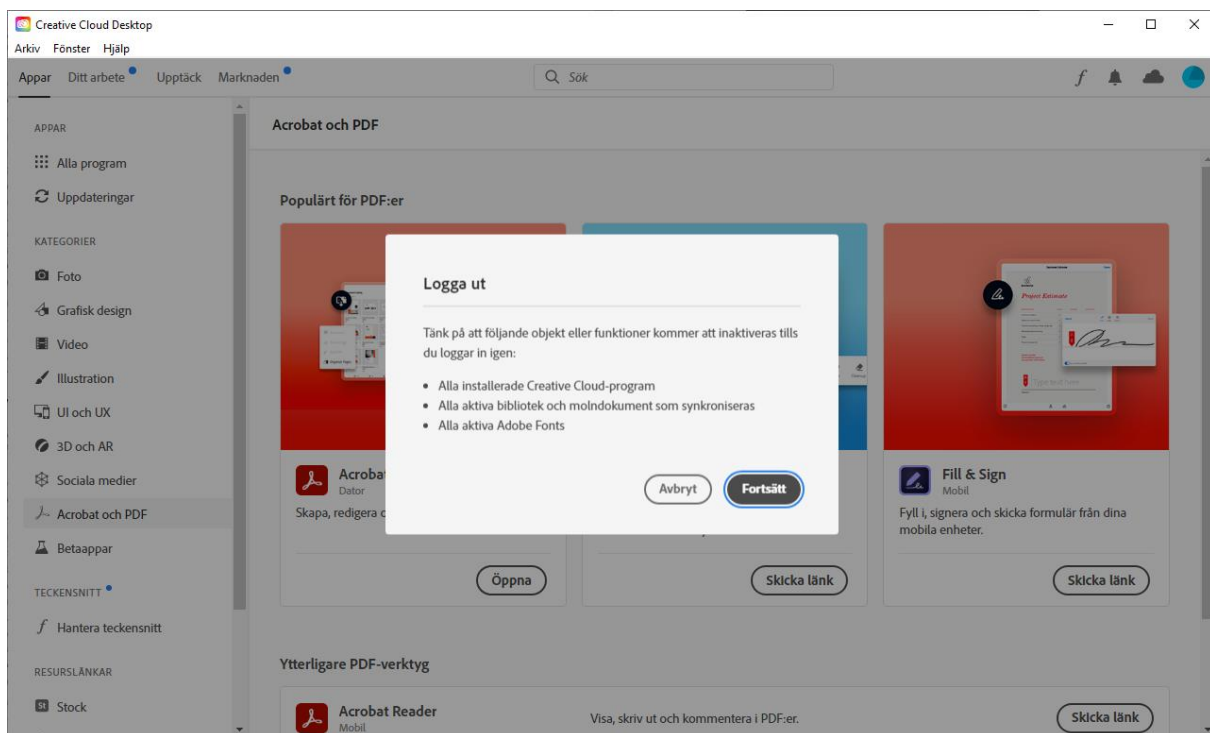 Creative Cloud Desktop
Arkiv Fönster Hjälp
Appar Ditt arbete Upptäck Marknaden Sök
APPAR
Alla program
Uppdateringar
KATEGORIER
Foto
Grafisk design
Video
Illustration
UI och UX
3D och AR
Sociala medier
Acrobat och PDF
Betaappar
TECKENSNITT
Hantera teckensnitt
RESURSLÄNKAR
St Stock
Acrobat och PDF
Populärt för PDF:er
Logga ut
Tänk på att följande objekt eller funktioner kommer att inaktiveras tills
du loggar in igen:
Alla installerade Creative Cloud-program
Alla aktiva bibliotek och molndokument som synkroniseras
Alla aktiva Adobe Fonts
Avbryt Fortsätt
Dator
Skapa, redigera
Öppna
Skicka länk
Project Estimate
Type text here
Fill & Sign
Mobil
Fyll i, signera och skicka formulär från dina
mobila enheter.
Skicka länk
Ytterligare PDF-verktyg
Acrobat Reader
Mobil
Visa, skriv ut och kommentera i PDF:er.
Skicka länk